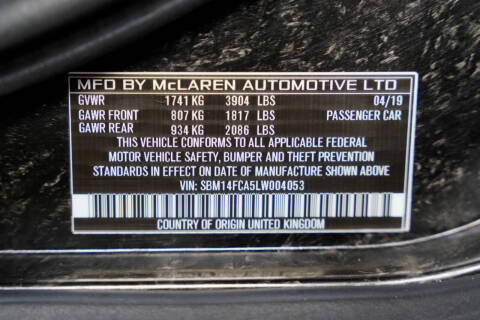 MFD BY McLAREN AUTOMOTIVE LTD
GVWR 1741 KG 3904 LBS 04/19
GAWR FRONT 807 KG 1817 LBS PASSENGER CAR
GAWR REAR 934 KG 2086 LBS
THIS VEHICLE CONFORMS TO ALL APPLICABLE FEDERAL
MOTOR VEHICLE SAFETY, BUMPER AND THEFT PREVENTION
STANDARDS IN EFFECT ON DATE OF MANUFACTURE SHOWN ABOVE
VIN: SBM14FCA5LW004053
COUNTRY OF ORIGIN UNITED KINGDOM